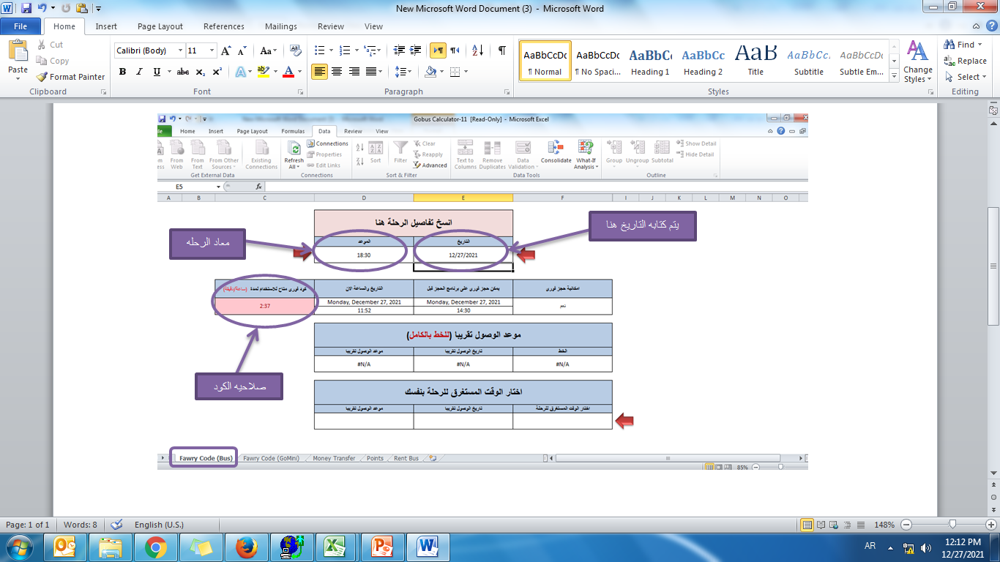 New Microsoft Word Document (3) - Microsoft Word
File Home Insert Page Layout References Mailings Review View
Paste Cut Copy Format Painter
Calibri (Body) 11
AaBbCcDc AaBbCcDc AaBbCc AaBbCc AaB AaBbCc. AaBbCcDc
¶ Normal ¶ No Spaci... Heading 1 Heading 2 Title Subtitle Subtle Em...
Change Styles Find Replace Select
Clipboard Font Paragraph Styles Editing
Gobus Calculator-11 [Read-Only] - Microsoft Excel
Home Insert Page Layout Formulas Data Review View
From Web From Text From Other Sources Existing Connections Refresh All Connections Properties Edit Links Sort Filter Clear Reapply Advanced Text to Columns Remove Duplicates Data Validation Consolidate What-If Analysis Group Ungroup Subtotal Show Detail Hide Detail
Get External Data Connections Sort & Filter Data Tools Outline
E5 fx
A B C D E F I J K L M N O
انسخ تفاصيل الرحلة هنا
التاريخ الموعد
12/27/2021 18:30
يتم كتابه التاريخ هنا
معاد الرحله
امكانية حجز فورى يمكن حجز فورى على برنامج الحجز قبل التاريخ والساعة الان كود فورى متاح للاستخدام لمدة (ساعة/دقيقة)
نعم Monday, December 27, 2021 Monday, December 27, 2021 2:37
14:30 11:52
موعد الوصول تقريبا (للخط بالكامل)
الخط تاريخ الوصول تقريبا موعد الوصول تقريبا
#N/A #N/A #N/A
صلاحيه الكود
اختار الوقت المستغرق للرحلة بنفسك
اختار الوقت المستغرق للرحلة تاريخ الوصول تقريبا موعد الوصول تقريبا
Fawry Code (Bus) Fawry Code (GoMini) Money Transfer Points Rent Bus
85%
Page: 1 of 1 Words: 8 English (U.S.) 148%
AR 12:12 PM
12/27/2021